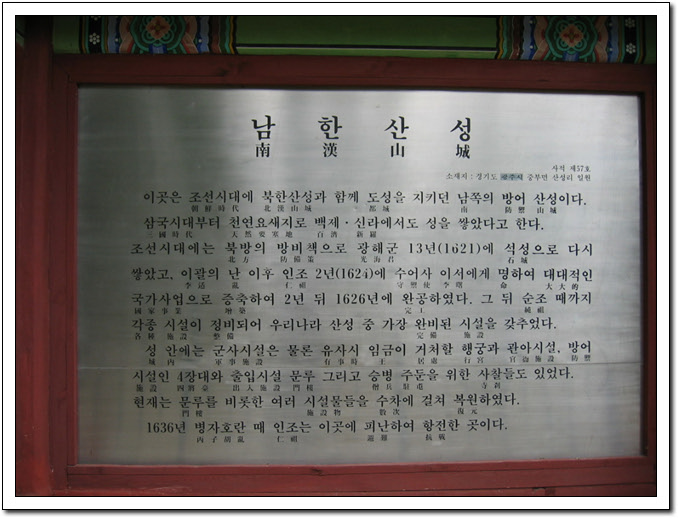 남 한 산 성
南 漢 山 城
사적 제57호
소재지 : 경기도 광주시 중부면 산성리 일원
이곳은 조선시대에 북한산성과 함께 도성을 지키던 남쪽의 방어 산성이다.
朝鮮時代 北漢山城 都城 南 防禦 山城
삼국시대부터 천연요새지로 백제·신라에서도 성을 쌓았다고 한다.
三國時代 天然要塞地 百濟 新羅
조선시대에는 북방의 방비책으로 광해군 13년(1621)에 석성으로 다시
北方 防備策 光海君 石城
쌓았고, 이괄의 난 이후 인조 2년(1624)에 수어사 이서에게 명하여 대대적인
李适 亂 仁祖 守禦使 李曙 命 大大的
국가사업으로 증축하여 2년 뒤 1626년에 완공하였다. 그 뒤 순조 때까지
國家事業 增築 完工 純祖
각종 시설이 정비되어 우리나라 산성 중 가장 완비된 시설을 갖추었다.
各種 施設 整備 完備 施設
성 안에는 군사시설은 물론 유사시 임금이 거처할 행궁과 관아시설, 방어
城 內 軍事施設 有事時 王 居處 行宮 官衙施設 防禦
시설인 4장대와 출입시설 문루 그리고 승병 주둔을 위한 사찰들도 있었다.
施設 四將臺 出入施設 門樓 僧兵 駐屯 寺刹
현재는 문루를 비롯한 여러 시설물들을 수차에 걸쳐 복원하였다.
門樓 施設物 數次 復元
1636년 병자호란 때 인조는 이곳에 피난하여 항전한 곳이다.
丙子胡亂 仁祖 避難 抗戰